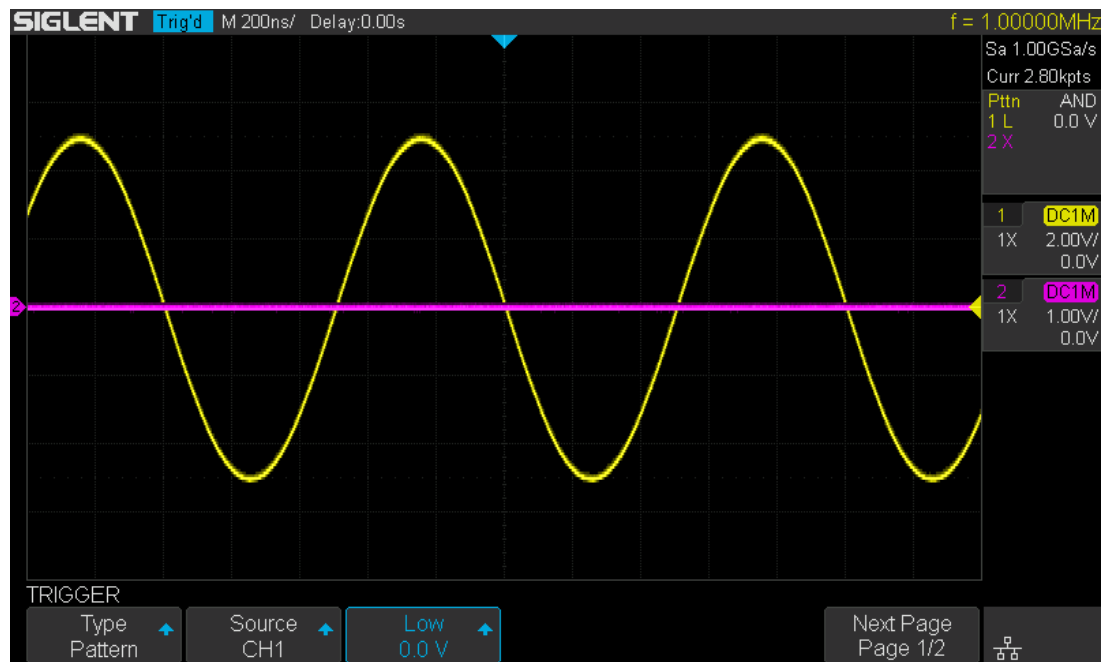 SIGLENT Trig'd M 200ns/ Delay:0.00s f = 1.00000MHz
Sa 1.00GSa/s
Curr 2.80kpts
Pttn AND
1 L 0.0 V
2 X
1 DC1M
1X 2.00V/
0.0V
2 DC1M
1X 1.00V/
0.0V
2
TRIGGER
Type Source Low Next Page
Pattern CH1 0.0 V Page 1/2